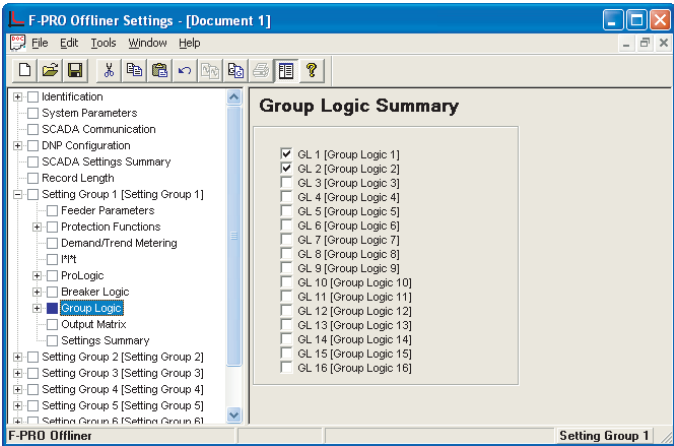 F-PRO Offliner Settings - [Document 1]
File Edit Tools Window Help
Identification
System Parameters
SCADA Communication
DNP Configuration
SCADA Settings Summary
Record Length
Setting Group 1 [Setting Group 1]
Feeder Parameters
Protection Functions
Demand/Trend Metering
I*I*t
ProLogic
Breaker Logic
Group Logic
Output Matrix
Settings Summary
Setting Group 2 [Setting Group 2]
Setting Group 3 [Setting Group 3]
Setting Group 4 [Setting Group 4]
Setting Group 5 [Setting Group 5]
Setting Group 6 [Setting Group 6]
Group Logic Summary
GL 1 [Group Logic 1]
GL 2 [Group Logic 2]
GL 3 [Group Logic 3]
GL 4 [Group Logic 4]
GL 5 [Group Logic 5]
GL 6 [Group Logic 6]
GL 7 [Group Logic 7]
GL 8 [Group Logic 8]
GL 9 [Group Logic 9]
GL 10 [Group Logic 10]
GL 11 [Group Logic 11]
GL 12 [Group Logic 12]
GL 13 [Group Logic 13]
GL 14 [Group Logic 14]
GL 15 [Group Logic 15]
GL 16 [Group Logic 16]
F-PRO Offliner
Setting Group 1